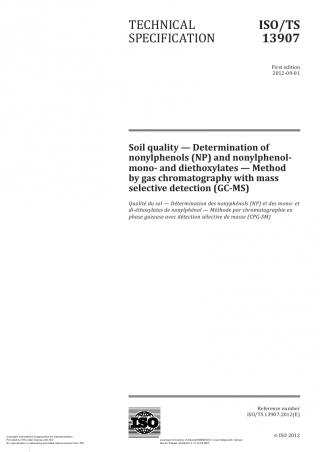 TECHNICAL
SPECIFICATION
ISO/TS
13907
First edition
2012-09-01
Soil quality — Determination of
nonylphenols (NP) and nonylphenol-
mono- and diethoxylates — Method
by gas chromatography with mass
selective detection (GC-MS)
Qualité du sol — Détermination des nonyphénols (NP) et des mono- et
di-éthoxylates de nonylphénol — Méthode par chromatographie en
phase gazeuse avec détection sélective de masse (CPG-SM)
ISO
Reference number
ISO/TS 13907:2012(E)
© ISO 2012